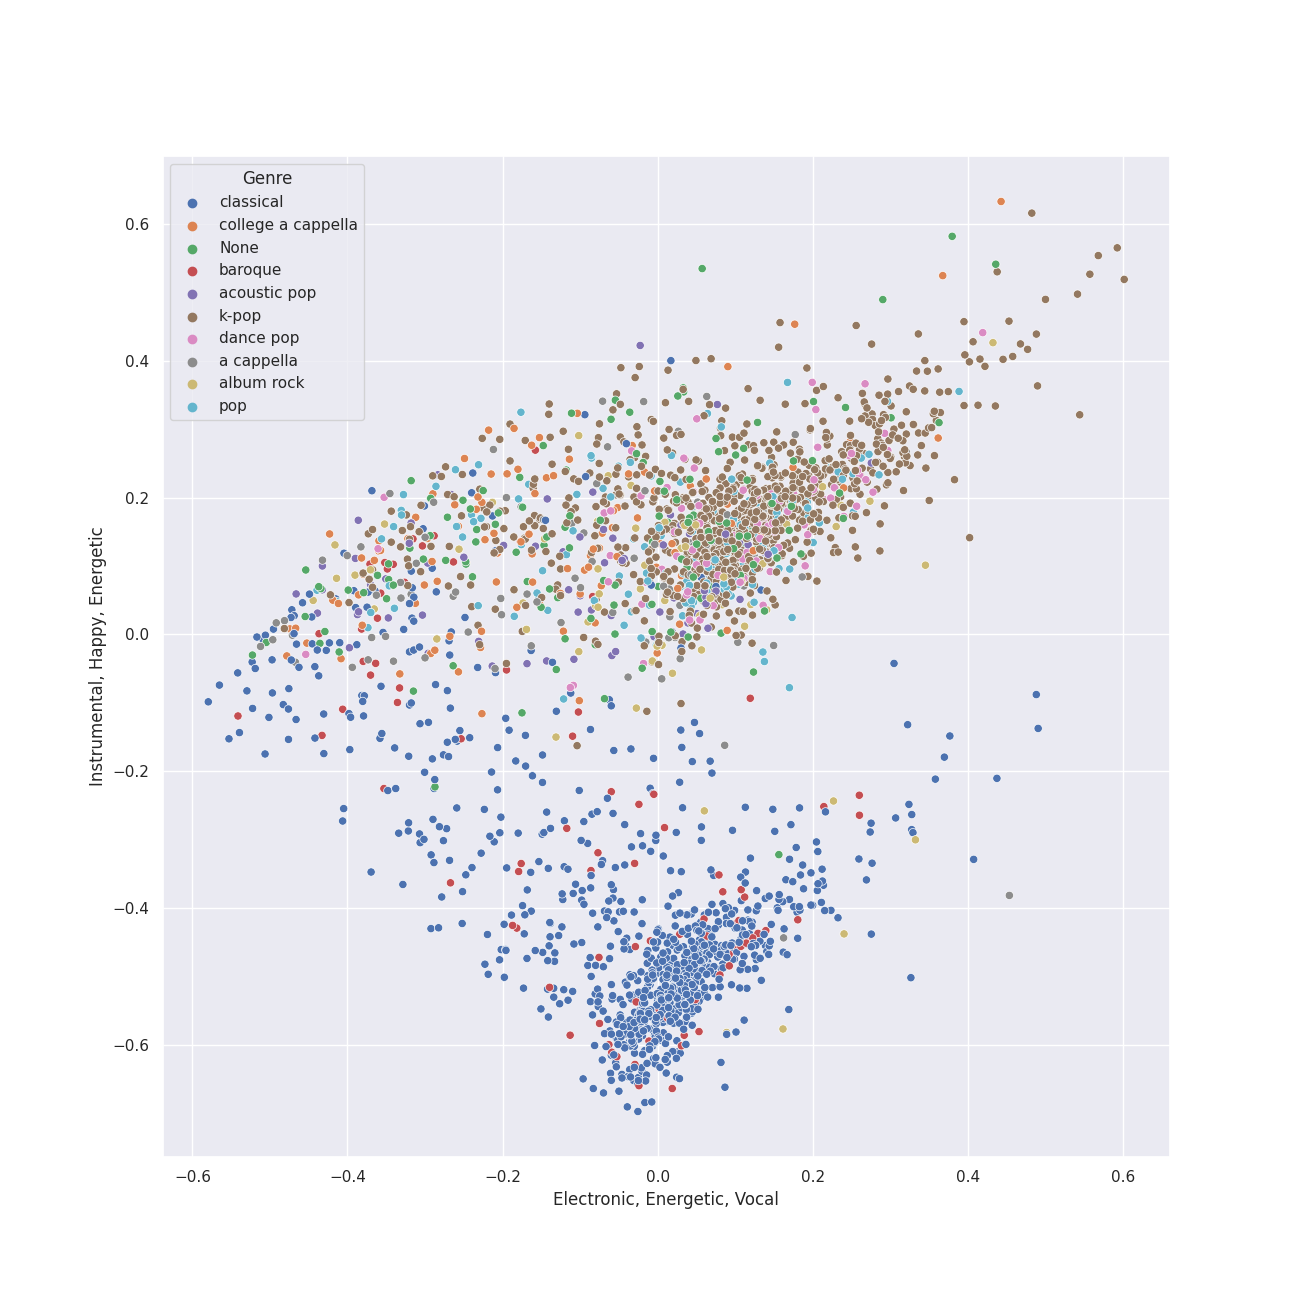 Genre
classical
college a cappella
None
baroque
acoustic pop
k-pop
dance pop
a cappella
album rock
pop
0.6
0.4
0.2
0.0
−0.2
−0.4
−0.6
Instrumental, Happy, Energetic
−0.6 −0.4 −0.2 0.0 0.2 0.4 0.6
Electronic, Energetic, Vocal